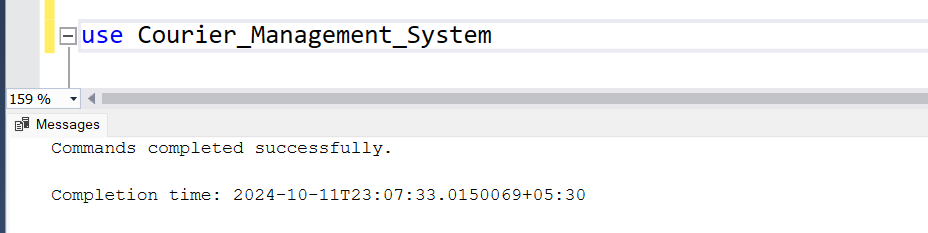 use Courier_Management_System
159 %
Messages
Commands completed successfully.
Completion time: 2024-10-11T23:07:33.0150069+05:30